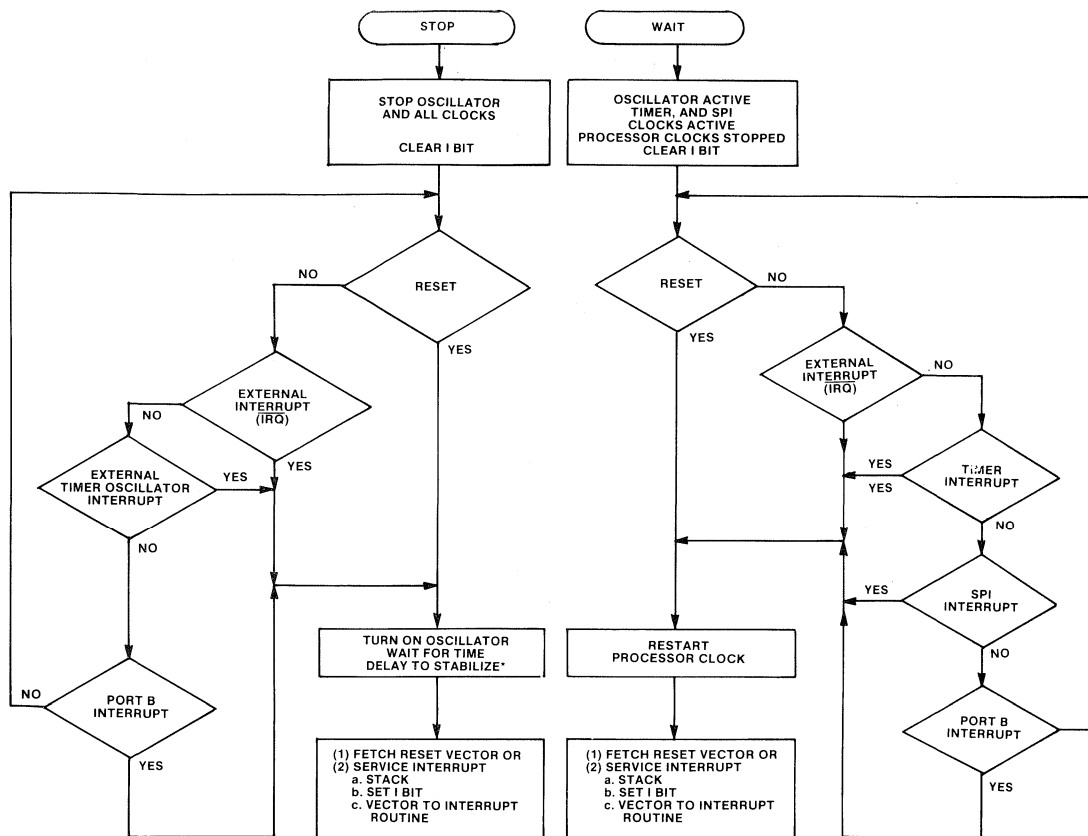 STOP
STOP OSCILLATOR
AND ALL CLOCKS
CLEAR I BIT
RESET
NO
YES
EXTERNAL
INTERRUPT
(IRQ)
NO
YES
EXTERNAL
TIMER OSCILLATOR
INTERRUPT
YES
NO
PORT B
INTERRUPT
NO
YES
TURN ON OSCILLATOR
WAIT FOR TIME
DELAY TO STABILIZE*
(1) FETCH RESET VECTOR OR
(2) SERVICE INTERRUPT
a. STACK
b. SET I BIT
c. VECTOR TO INTERRUPT
ROUTINE
WAIT
OSCILLATOR ACTIVE
TIMER, AND SPI
CLOCKS ACTIVE
PROCESSOR CLOCKS STOPPED
CLEAR I BIT
RESET
NO
YES
EXTERNAL
INTERRUPT
(IRQ)
NO
YES
YES
TIMER
INTERRUPT
NO
YES
SPI
INTERRUPT
NO
PORT B
INTERRUPT
YES
RESTART
PROCESSOR CLOCK
(1) FETCH RESET VECTOR OR
(2) SERVICE INTERRUPT
a. STACK
b. SET I BIT
c. VECTOR TO INTERRUPT
ROUTINE